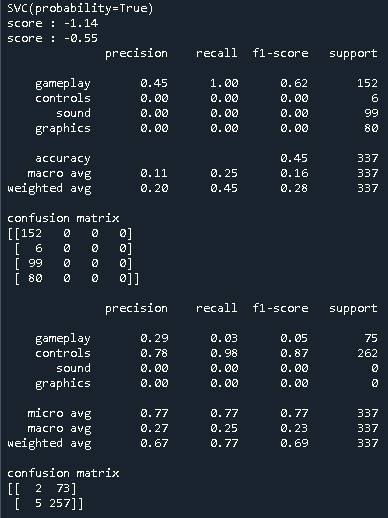 SVC(probability=True)
score : -1.14
score : -0.55
precision recall f1-score support
gameplay 0.45 1.00 0.62 152
controls 0.00 0.00 0.00 6
sound 0.00 0.00 0.00 99
graphics 0.00 0.00 0.00 80
accuracy 0.45 337
macro avg 0.11 0.25 0.16 337
weighted avg 0.20 0.45 0.28 337
confusion matrix
[[152 0 0 0]
[ 6 0 0 0]
[ 99 0 0 0]
[ 80 0 0 0]]
precision recall f1-score support
gameplay 0.29 0.03 0.05 75
controls 0.78 0.98 0.87 262
sound 0.00 0.00 0.00 0
graphics 0.00 0.00 0.00 0
micro avg 0.77 0.77 0.77 337
macro avg 0.27 0.25 0.23 337
weighted avg 0.67 0.77 0.69 337
confusion matrix
[[ 2 73]
[ 5 257]]